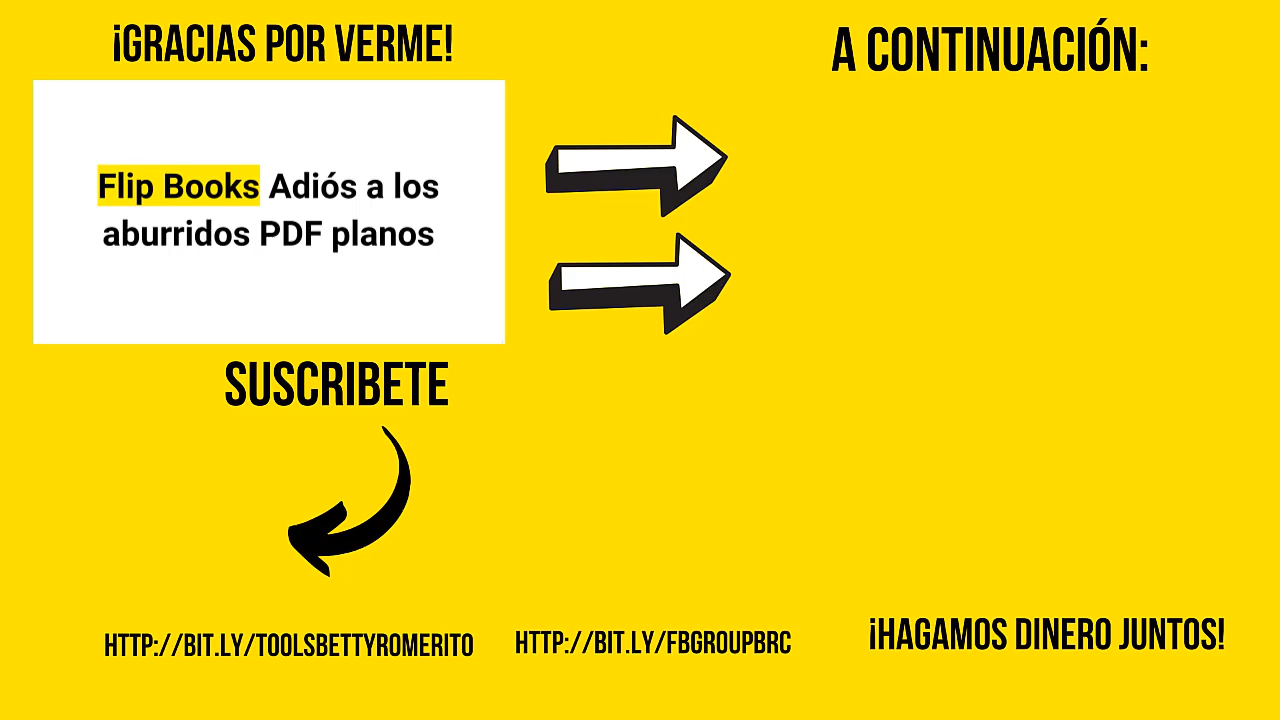 ¡GRACIAS POR VERME!
A CONTINUACIÓN:
Flip Books Adiós a los
aburridos PDF planos
SUSCRIBETE
HTTP://BIT.LY/TOOLSBETTYROMERITO
HTTP://BIT.LY/FBGROUPBRC
¡HAGAMOS DINERO JUNTOS!